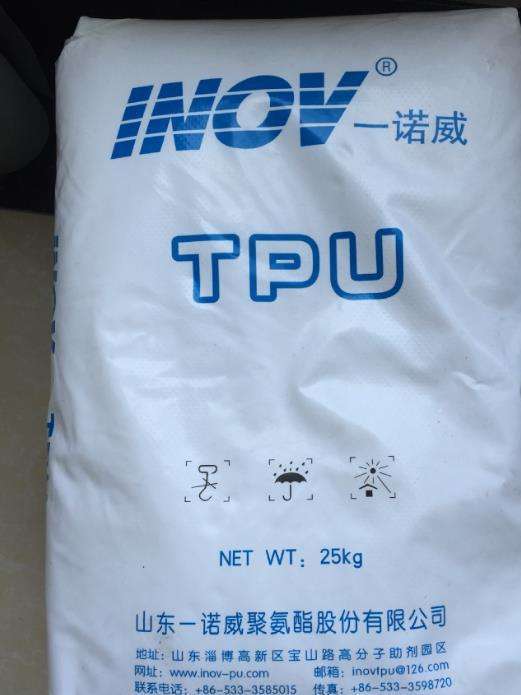 INOV®一诺威
TPU
NET WT: 25kg
山东一诺威聚氨酯股份有限公司
地址: 山东淄博高新区宝山路高分子助剂园区
网址: www.inov-pu.com 邮箱: inovtpu@126.com
联系电话: +86-533-3585015 传真: +86-533-3598720